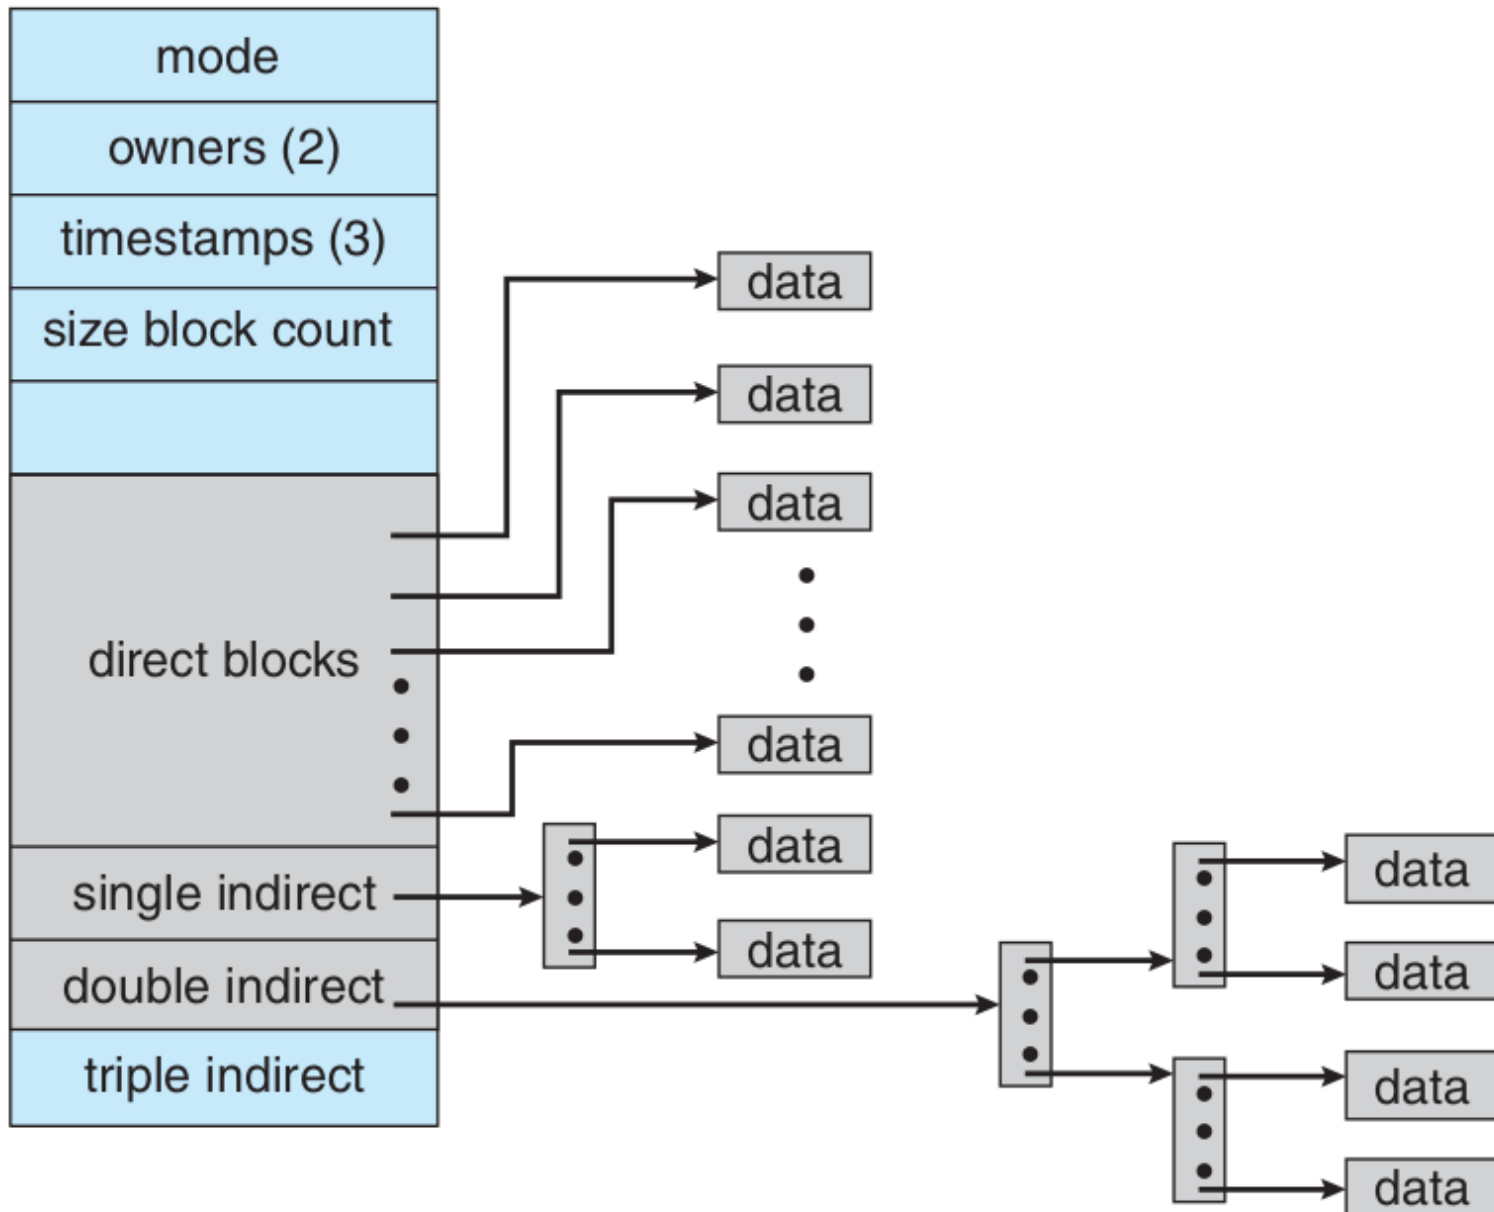 mode
owners (2)
timestamps (3)
size block count
direct blocks
single indirect
double indirect
triple indirect
data
data
data
data
data
data
data
data
data
data